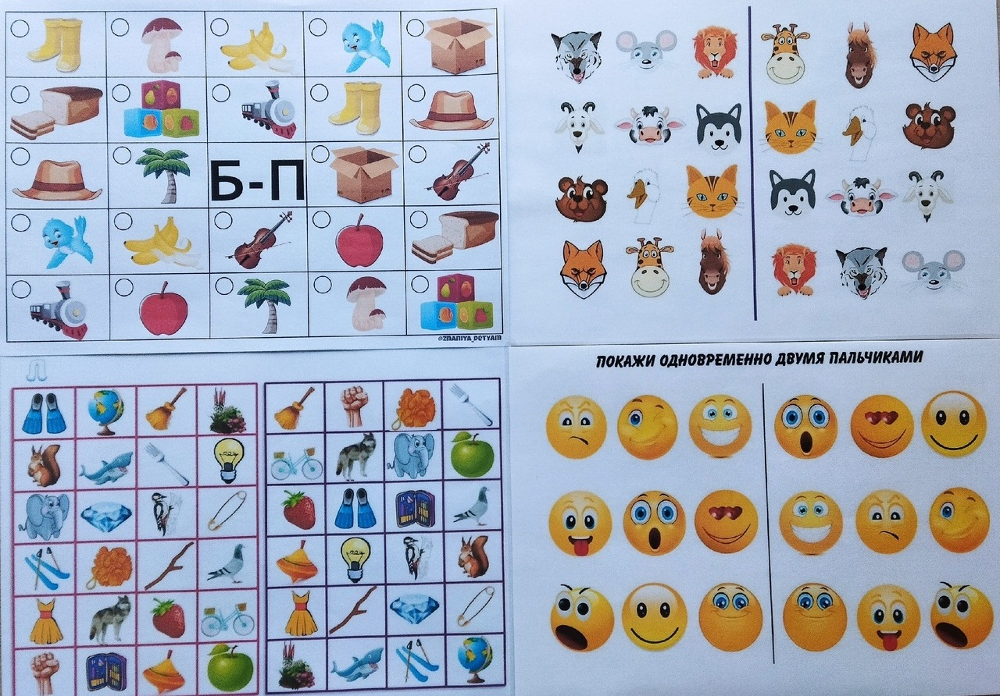 Б-П
@ZNANIYA_DETYAM
Л
ПОКАЖИ ОДНОВРЕМЕННО ДВУМЯ ПАЛЬЧИКАМИ